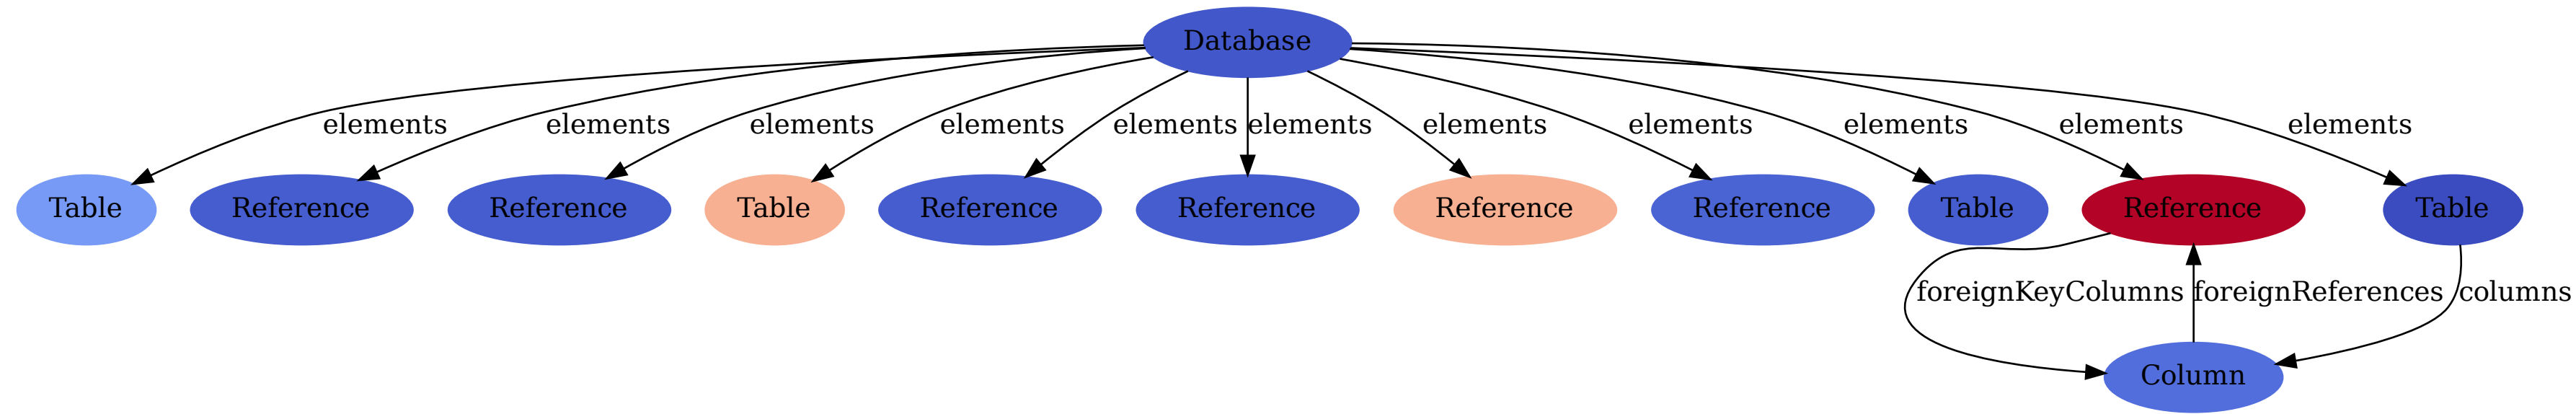 Database
elements elements elements elements elements elements elements elements elements elements elements
Table Reference Reference Table Reference Reference Reference Reference Table Reference Table
foreignKeyColumns foreignReferences columns
Column